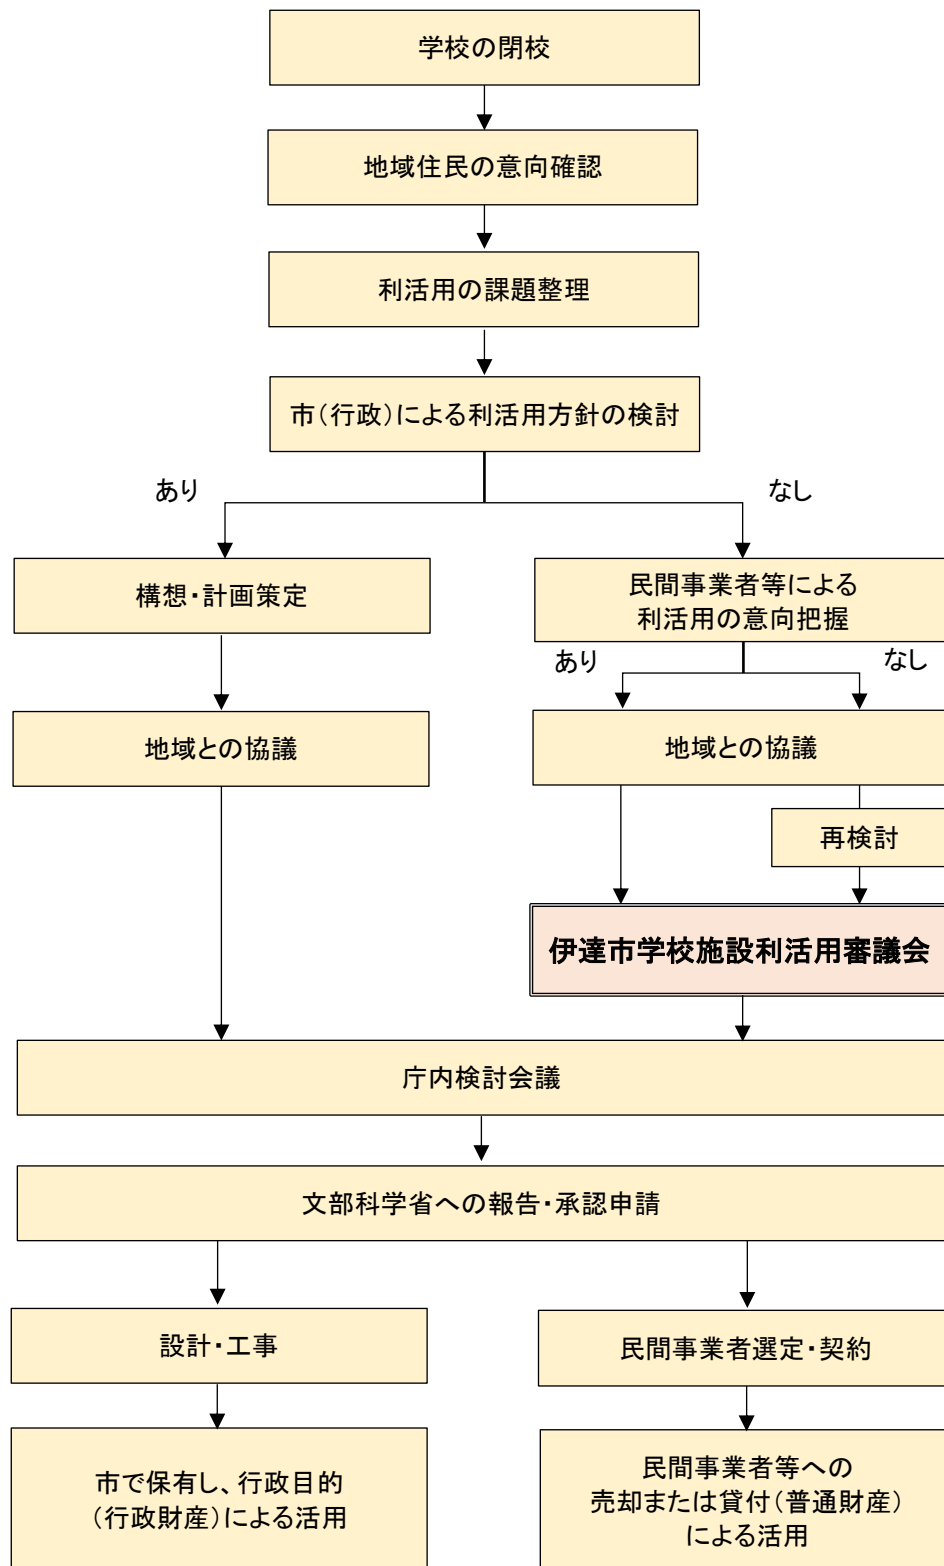 学校の閉校
地域住民の意向確認
利活用の課題整理
市(行政)による利活用方針の検討
あり
なし
構想・計画策定
民間事業者等による
利活用の意向把握
あり
なし
地域との協議
地域との協議
再検討
伊達市学校施設利活用審議会
庁内検討会議
文部科学省への報告・承認申請
設計・工事
民間事業者選定・契約
市で保有し、行政目的
(行政財産)による活用
民間事業者等への
売却または貸付(普通財産)
による活用